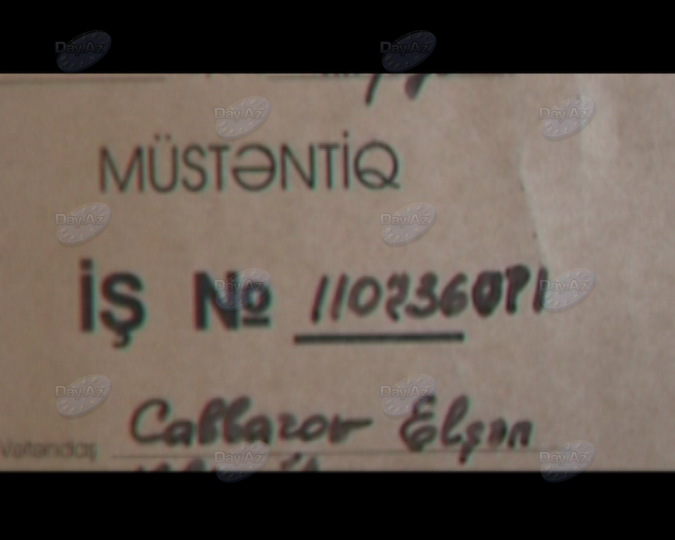 MÜSTƏNTİQ
İŞ № 110236071
Vətəndaş Cabbarov Elşən